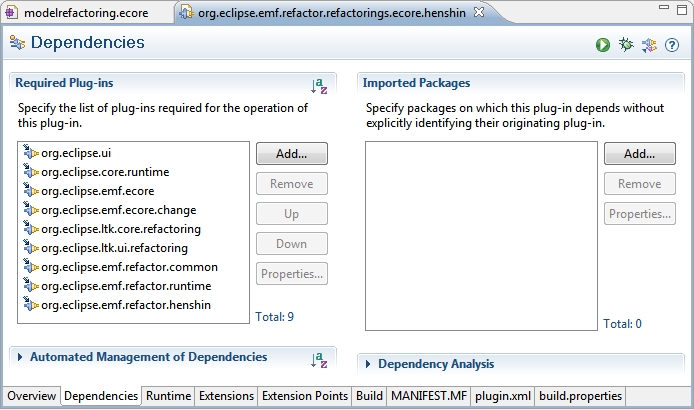 modelrefactoring.ecore
org.eclipse.emf.refactor.refactorings.ecore.henshin
Dependencies
Required Plug-ins
Specify the list of plug-ins required for the operation of
this plug-in.
org.eclipse.ui
org.eclipse.core.runtime
org.eclipse.emf.ecore
org.eclipse.emf.ecore.change
org.eclipse.ltk.core.refactoring
org.eclipse.ltk.ui.refactoring
org.eclipse.emf.refactor.common
org.eclipse.emf.refactor.runtime
org.eclipse.emf.refactor.henshin
Add...
Remove
Up
Down
Properties...
Total: 9
Imported Packages
Specify packages on which this plug-in depends without
explicitly identifying their originating plug-in.
Add...
Remove
Properties...
Total: 0
Automated Management of Dependencies
Dependency Analysis
Overview Dependencies Runtime Extensions Extension Points Build MANIFEST.MF plugin.xml build.properties